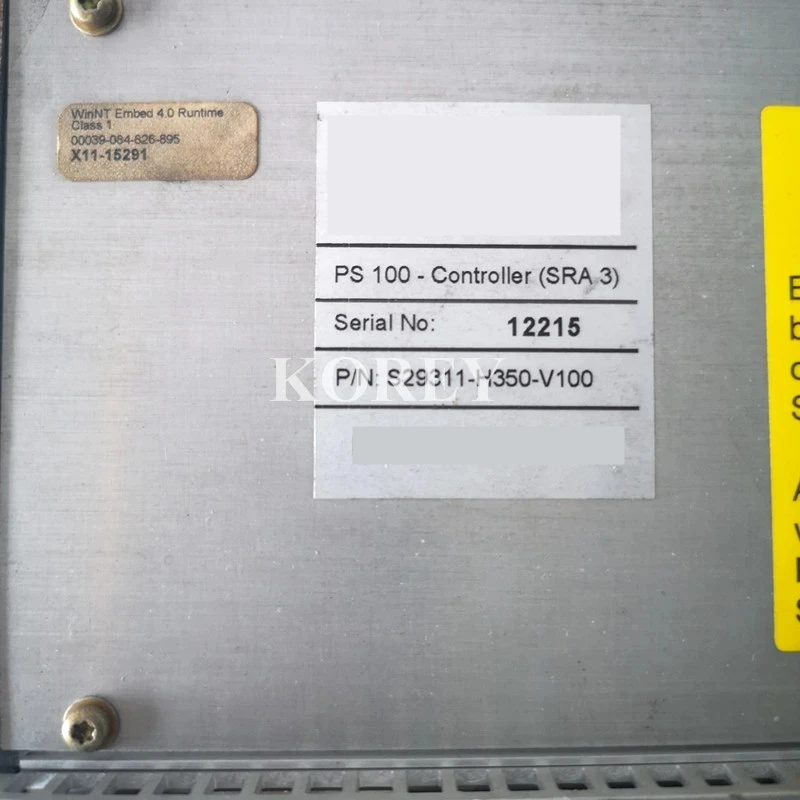 WinNT Embed 4.0 Runtime
Class 1
00039-084-826-895
X11-15291
PS 100 - Controller (SRA 3)
Serial No: 12215
P/N: S29311-H350-V100
KOREY